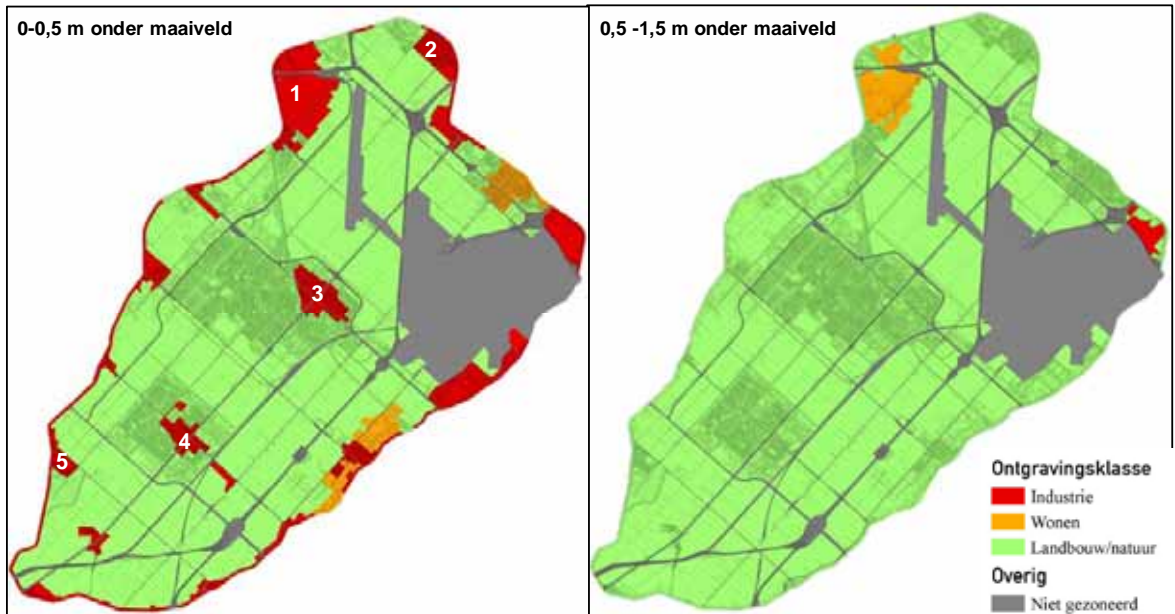 0-0,5 m onder maaiveld
2
1
3
4
5
0,5 -1,5 m onder maaiveld
Ontgravingsklasse
Industrie
Wonen
Landbouw/natuur
Overig
Niet gezoneerd